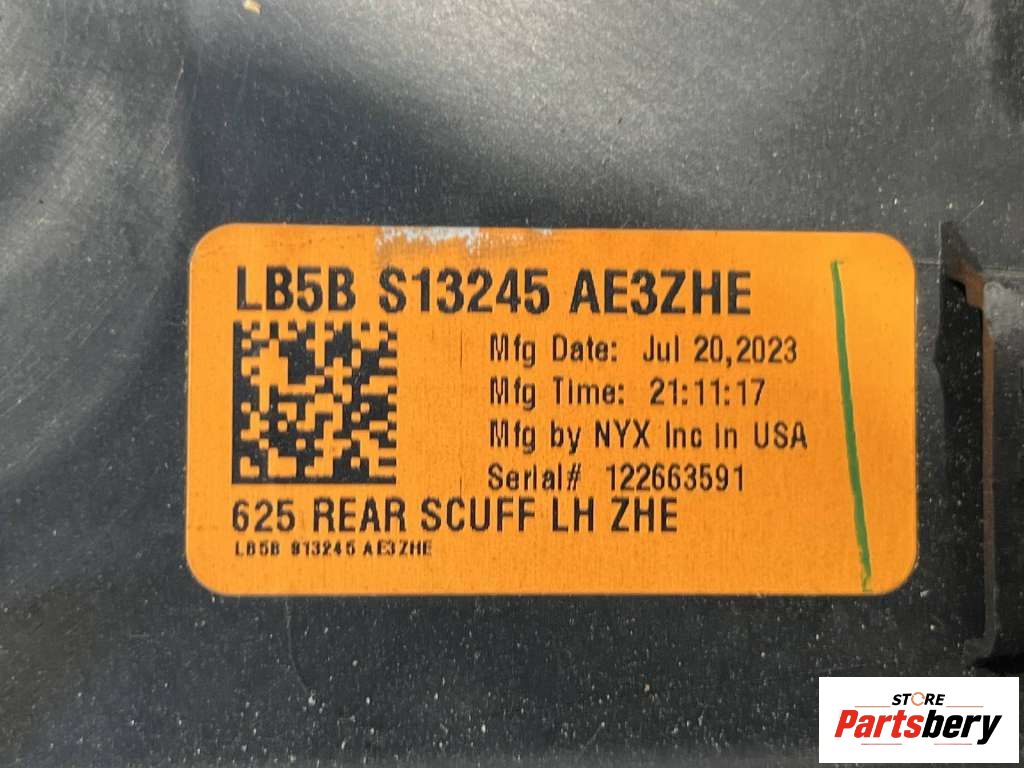 LB5B S13245 AE3ZHE
Mfg Date: Jul 20,2023
Mfg Time: 21:11:17
Mfg by NYX Inc in USA
Serial# 122663591
625 REAR SCUFF LH ZHE
LB5B S13245 AE3ZHE
STORE
Partsbery